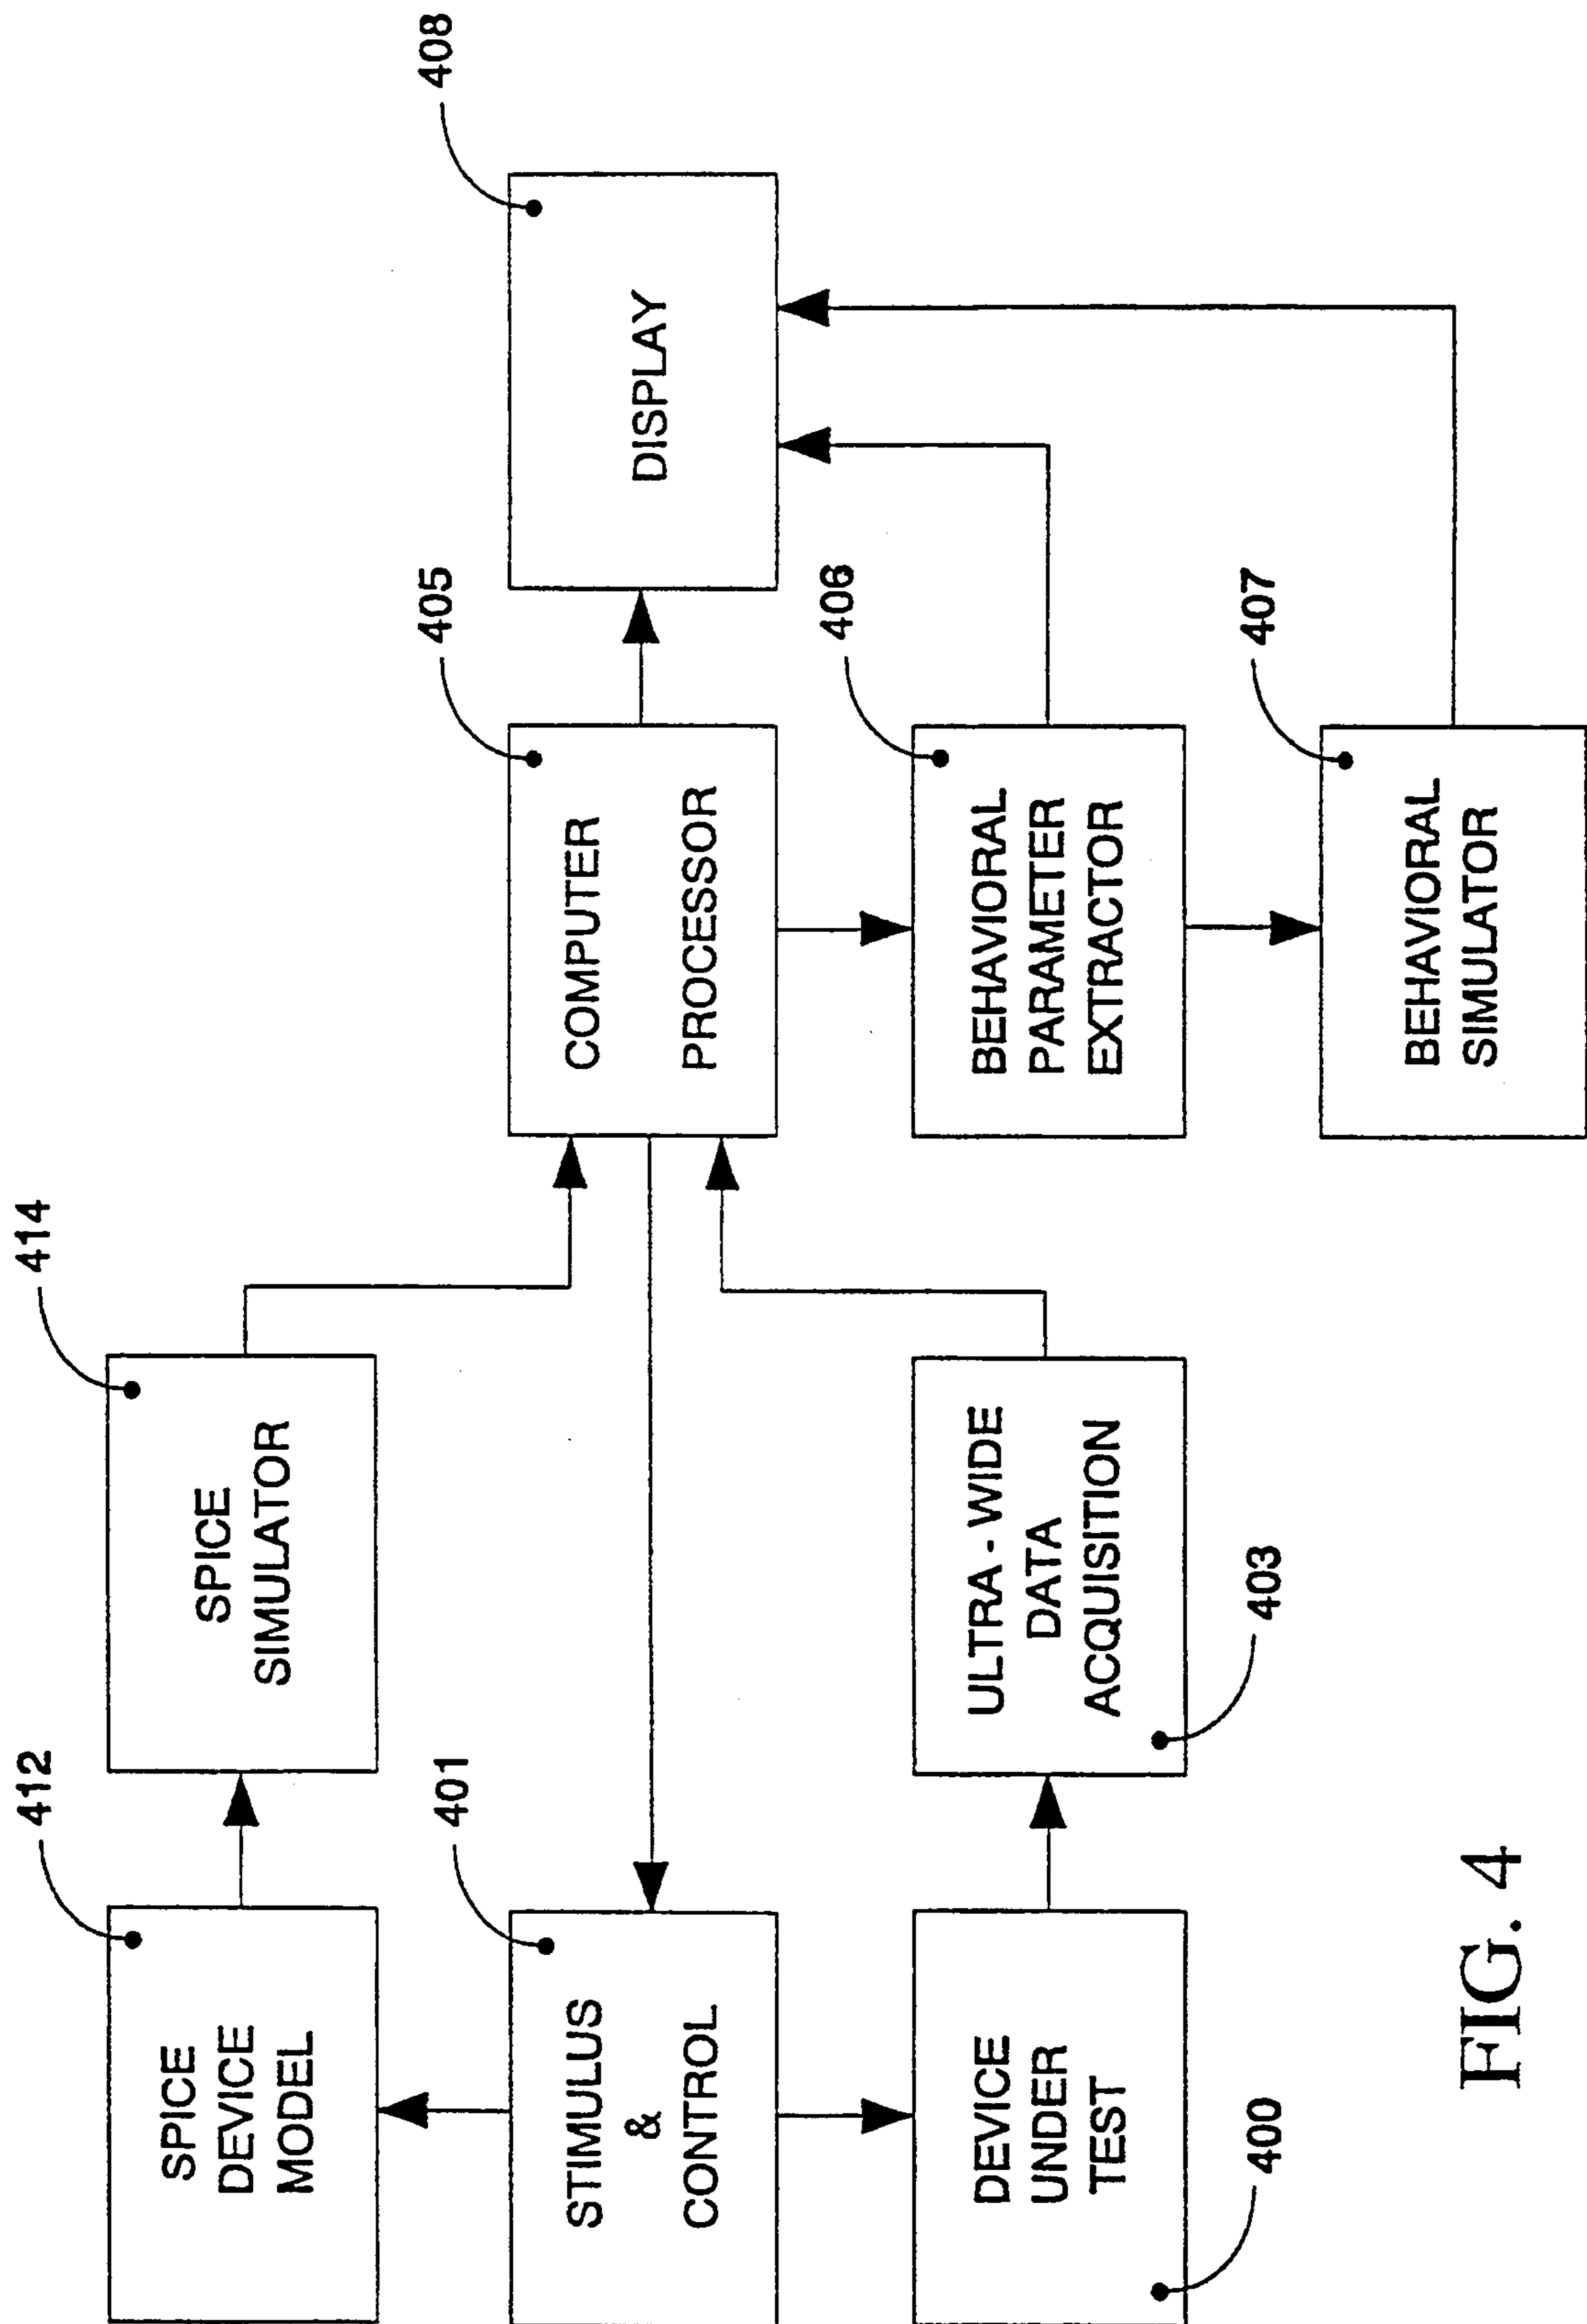 412
SPICE
DEVICE
MODEL
414
SPICE
SIMULATOR
401
STIMULUS
&
CONTROL
405
COMPUTER
PROCESSOR
408
DISPLAY
DEVICE
UNDER
TEST
400
ULTRA-WIDE
DATA
ACQUISITION
403
406
BEHAVIORAL
PARAMETER
EXTRACTOR
407
BEHAVIORAL
SIMULATOR
FIG. 4